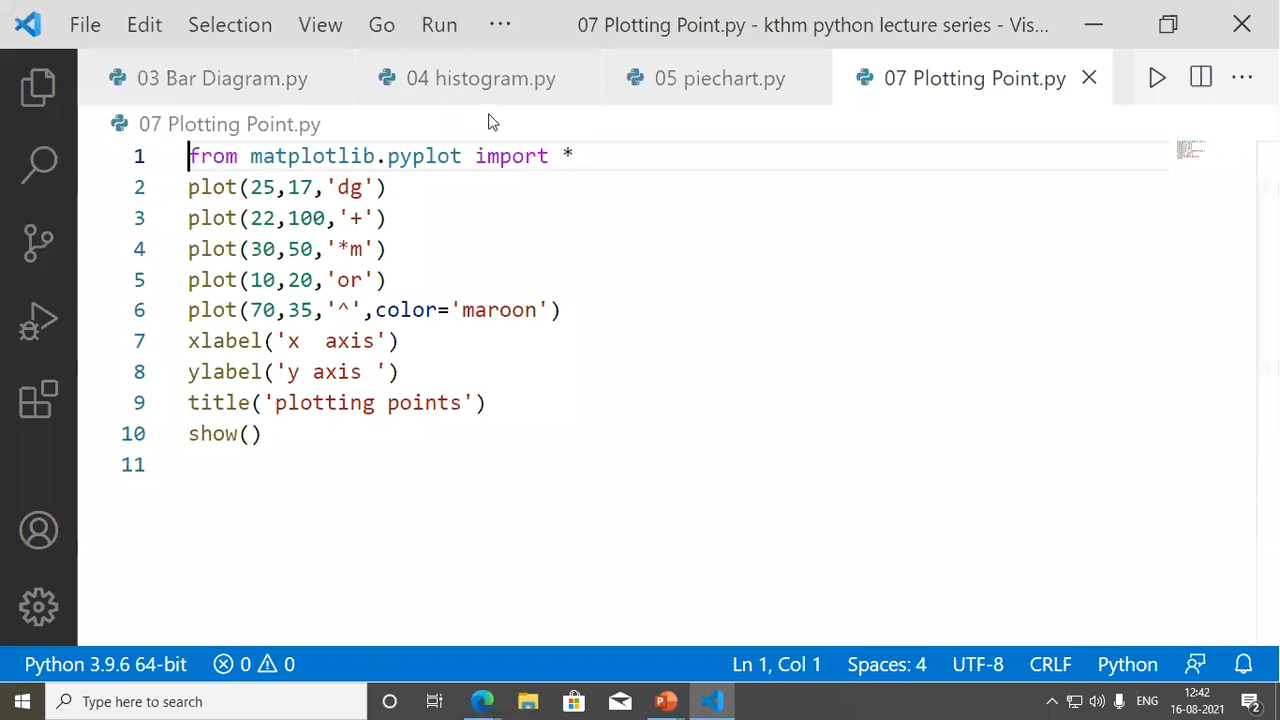 File Edit Selection View Go Run ··· 07 Plotting Point.py - kthm python lecture series - Vis...
03 Bar Diagram.py 04 histogram.py 05 piechart.py 07 Plotting Point.py
07 Plotting Point.py
1 from matplotlib.pyplot import *
2 plot(25,17,'dg')
3 plot(22,100,'+')
4 plot(30,50,'*m')
5 plot(10,20,'or')
6 plot(70,35,'^',color='maroon')
7 xlabel('x  axis')
8 ylabel('y axis ')
9 title('plotting points')
10 show()
11
Python 3.9.6 64-bit 0 0 Ln 1, Col 1 Spaces: 4 UTF-8 CRLF Python
Type here to search ENG 12:42
16-08-2021 2